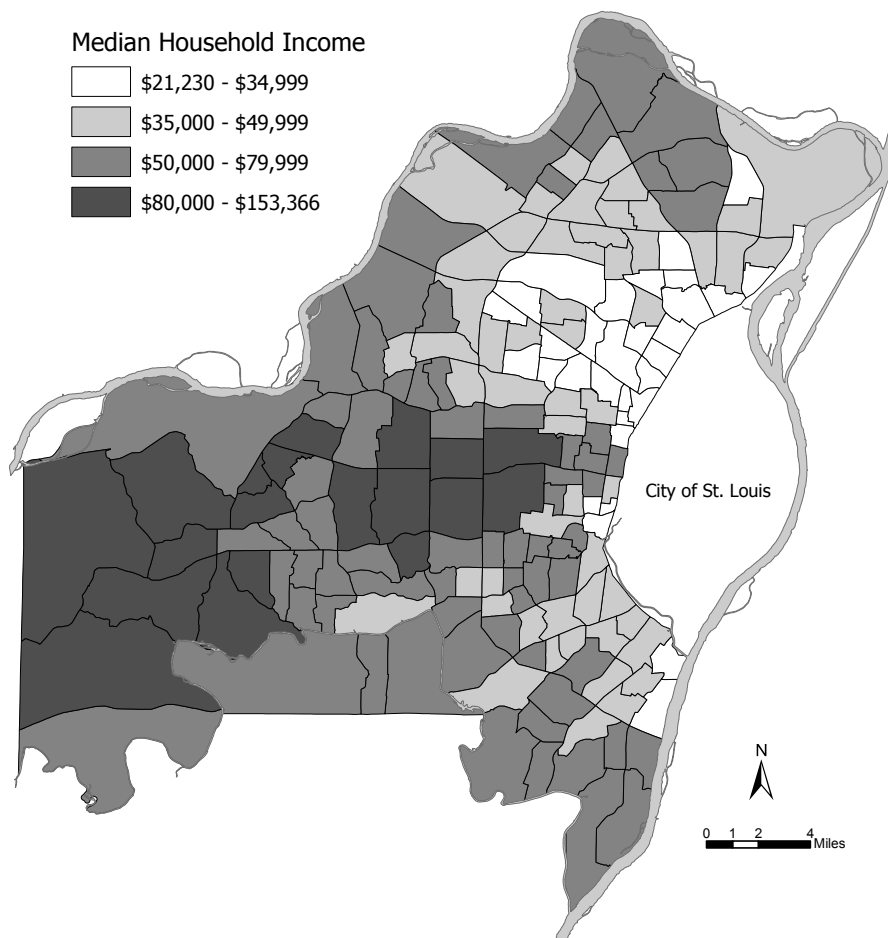 Median Household Income
$21,230 - $34,999
$35,000 - $49,999
$50,000 - $79,999
$80,000 - $153,366
City of St. Louis
N
0 1 2 4
Miles